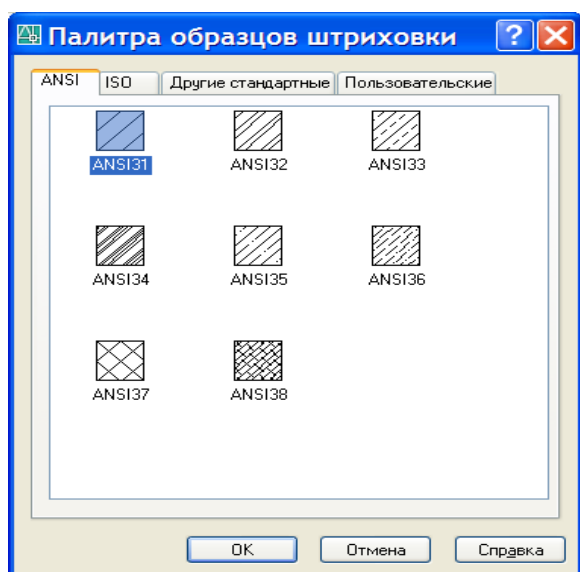 Палитра образцов штриховки
ANSI ISO Другие стандартные Пользовательские
ANSI31 ANSI32 ANSI33
ANSI34 ANSI35 ANSI36
ANSI37 ANSI38
OK Отмена Справка